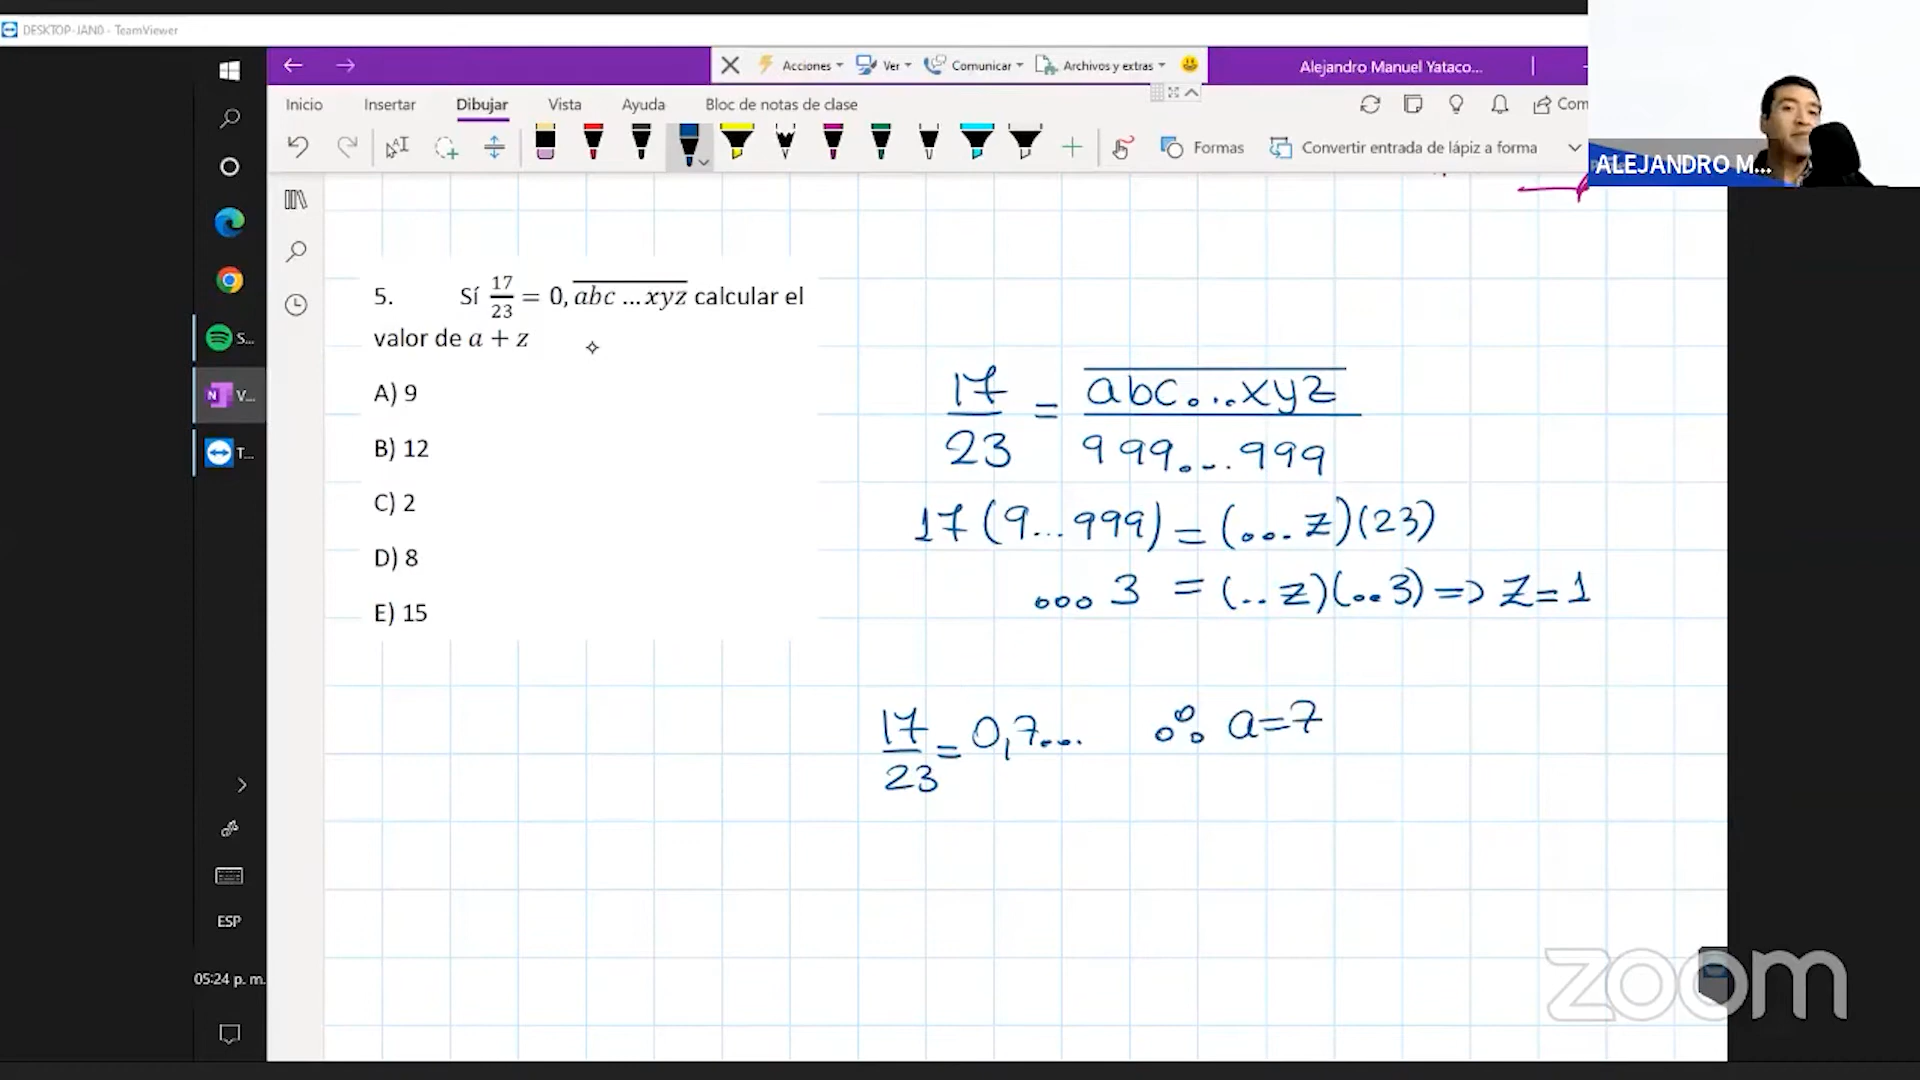 DESKTOP-JAND - TeamViewer
Acciones Ver Comunicar Archivos y extras
Alejandro Manuel Yataco...
Inicio Insertar Dibujar Vista Ayuda Bloc de notas de clase Com
Formas Convertir entrada de lápiz a forma
ALEJANDRO M...
S...
V...
T...
ESP
05:24 p. m.
5. Sí 17/23 = 0, abc ... xyz calcular el
valor de a + z
A) 9
B) 12
C) 2
D) 8
E) 15
17/23 = abc...xyz / 999...999
17(9...999) = (...z)(23)
...3 = (..z)(..3) => z=1
17/23 = 0,7... ∴ a=7
zoom